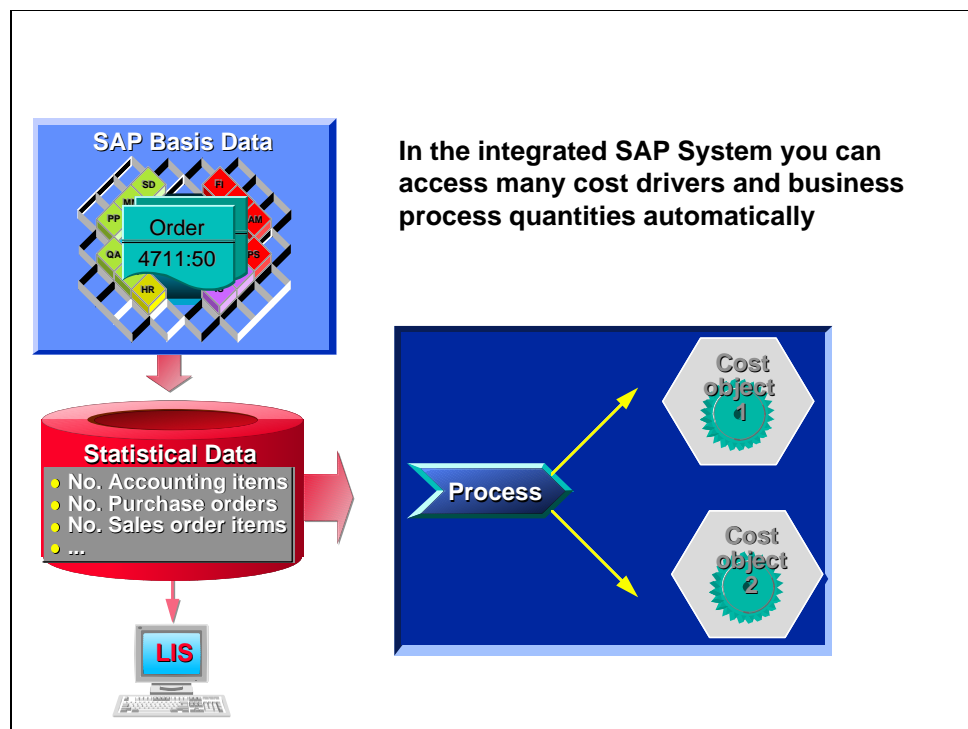 SAP Basis Data
SD
FI
PP
AM
Order
QA
4711:50
PS
HR
In the integrated SAP System you can
access many cost drivers and business
process quantities automatically
Statistical Data
No. Accounting items
No. Purchase orders
No. Sales order items
...
LIS
Process
Cost
object
1
Cost
object
2